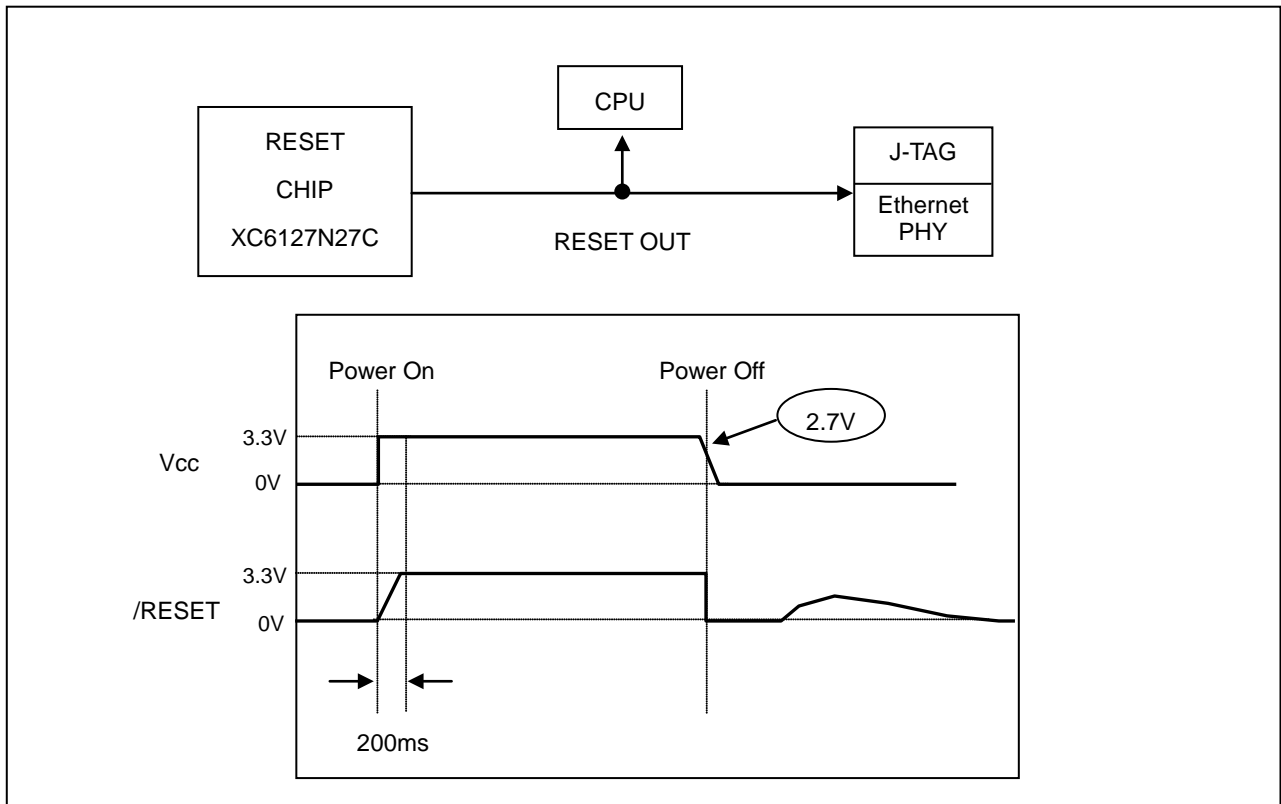 CPU
RESET
CHIP
XC6127N27C
J-TAG
Ethernet
PHY
RESET OUT
Power On
Power Off
2.7V
3.3V
Vcc
0V
3.3V
/RESET
0V
200ms